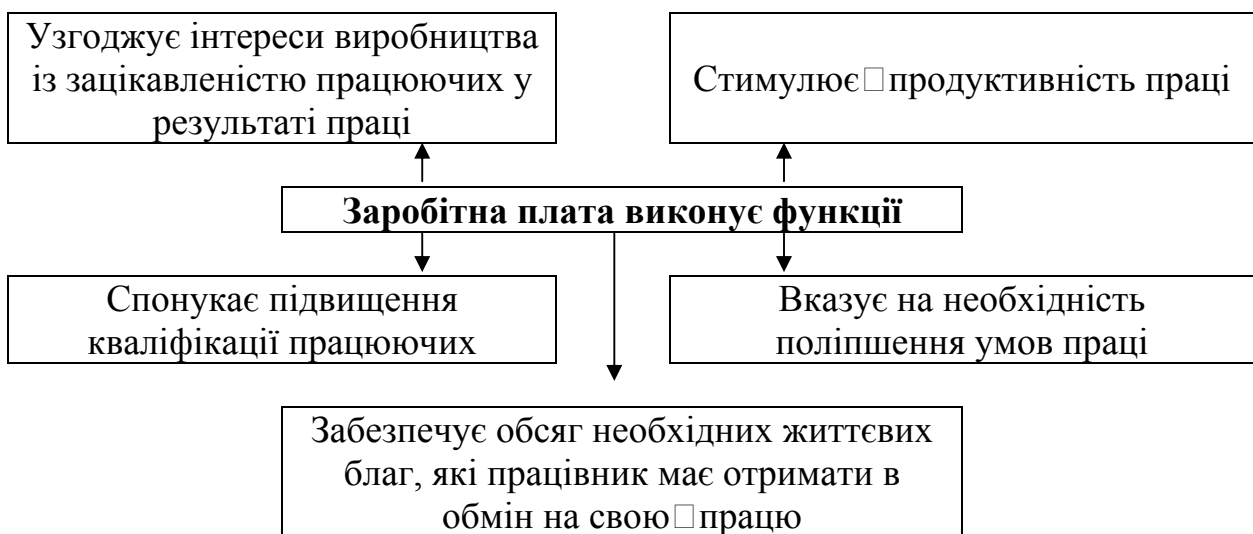 Узгоджує інтереси виробництва
із зацікавленістю працюючих у
результаті праці
Стимулює□продуктивність праці
Заробітна плата виконує функції
Спонукає підвищення
кваліфікації працюючих
Вказує на необхідність
поліпшення умов праці
Забезпечує обсяг необхідних життєвих
благ, які працівник має отримати в
обмін на свою□працю